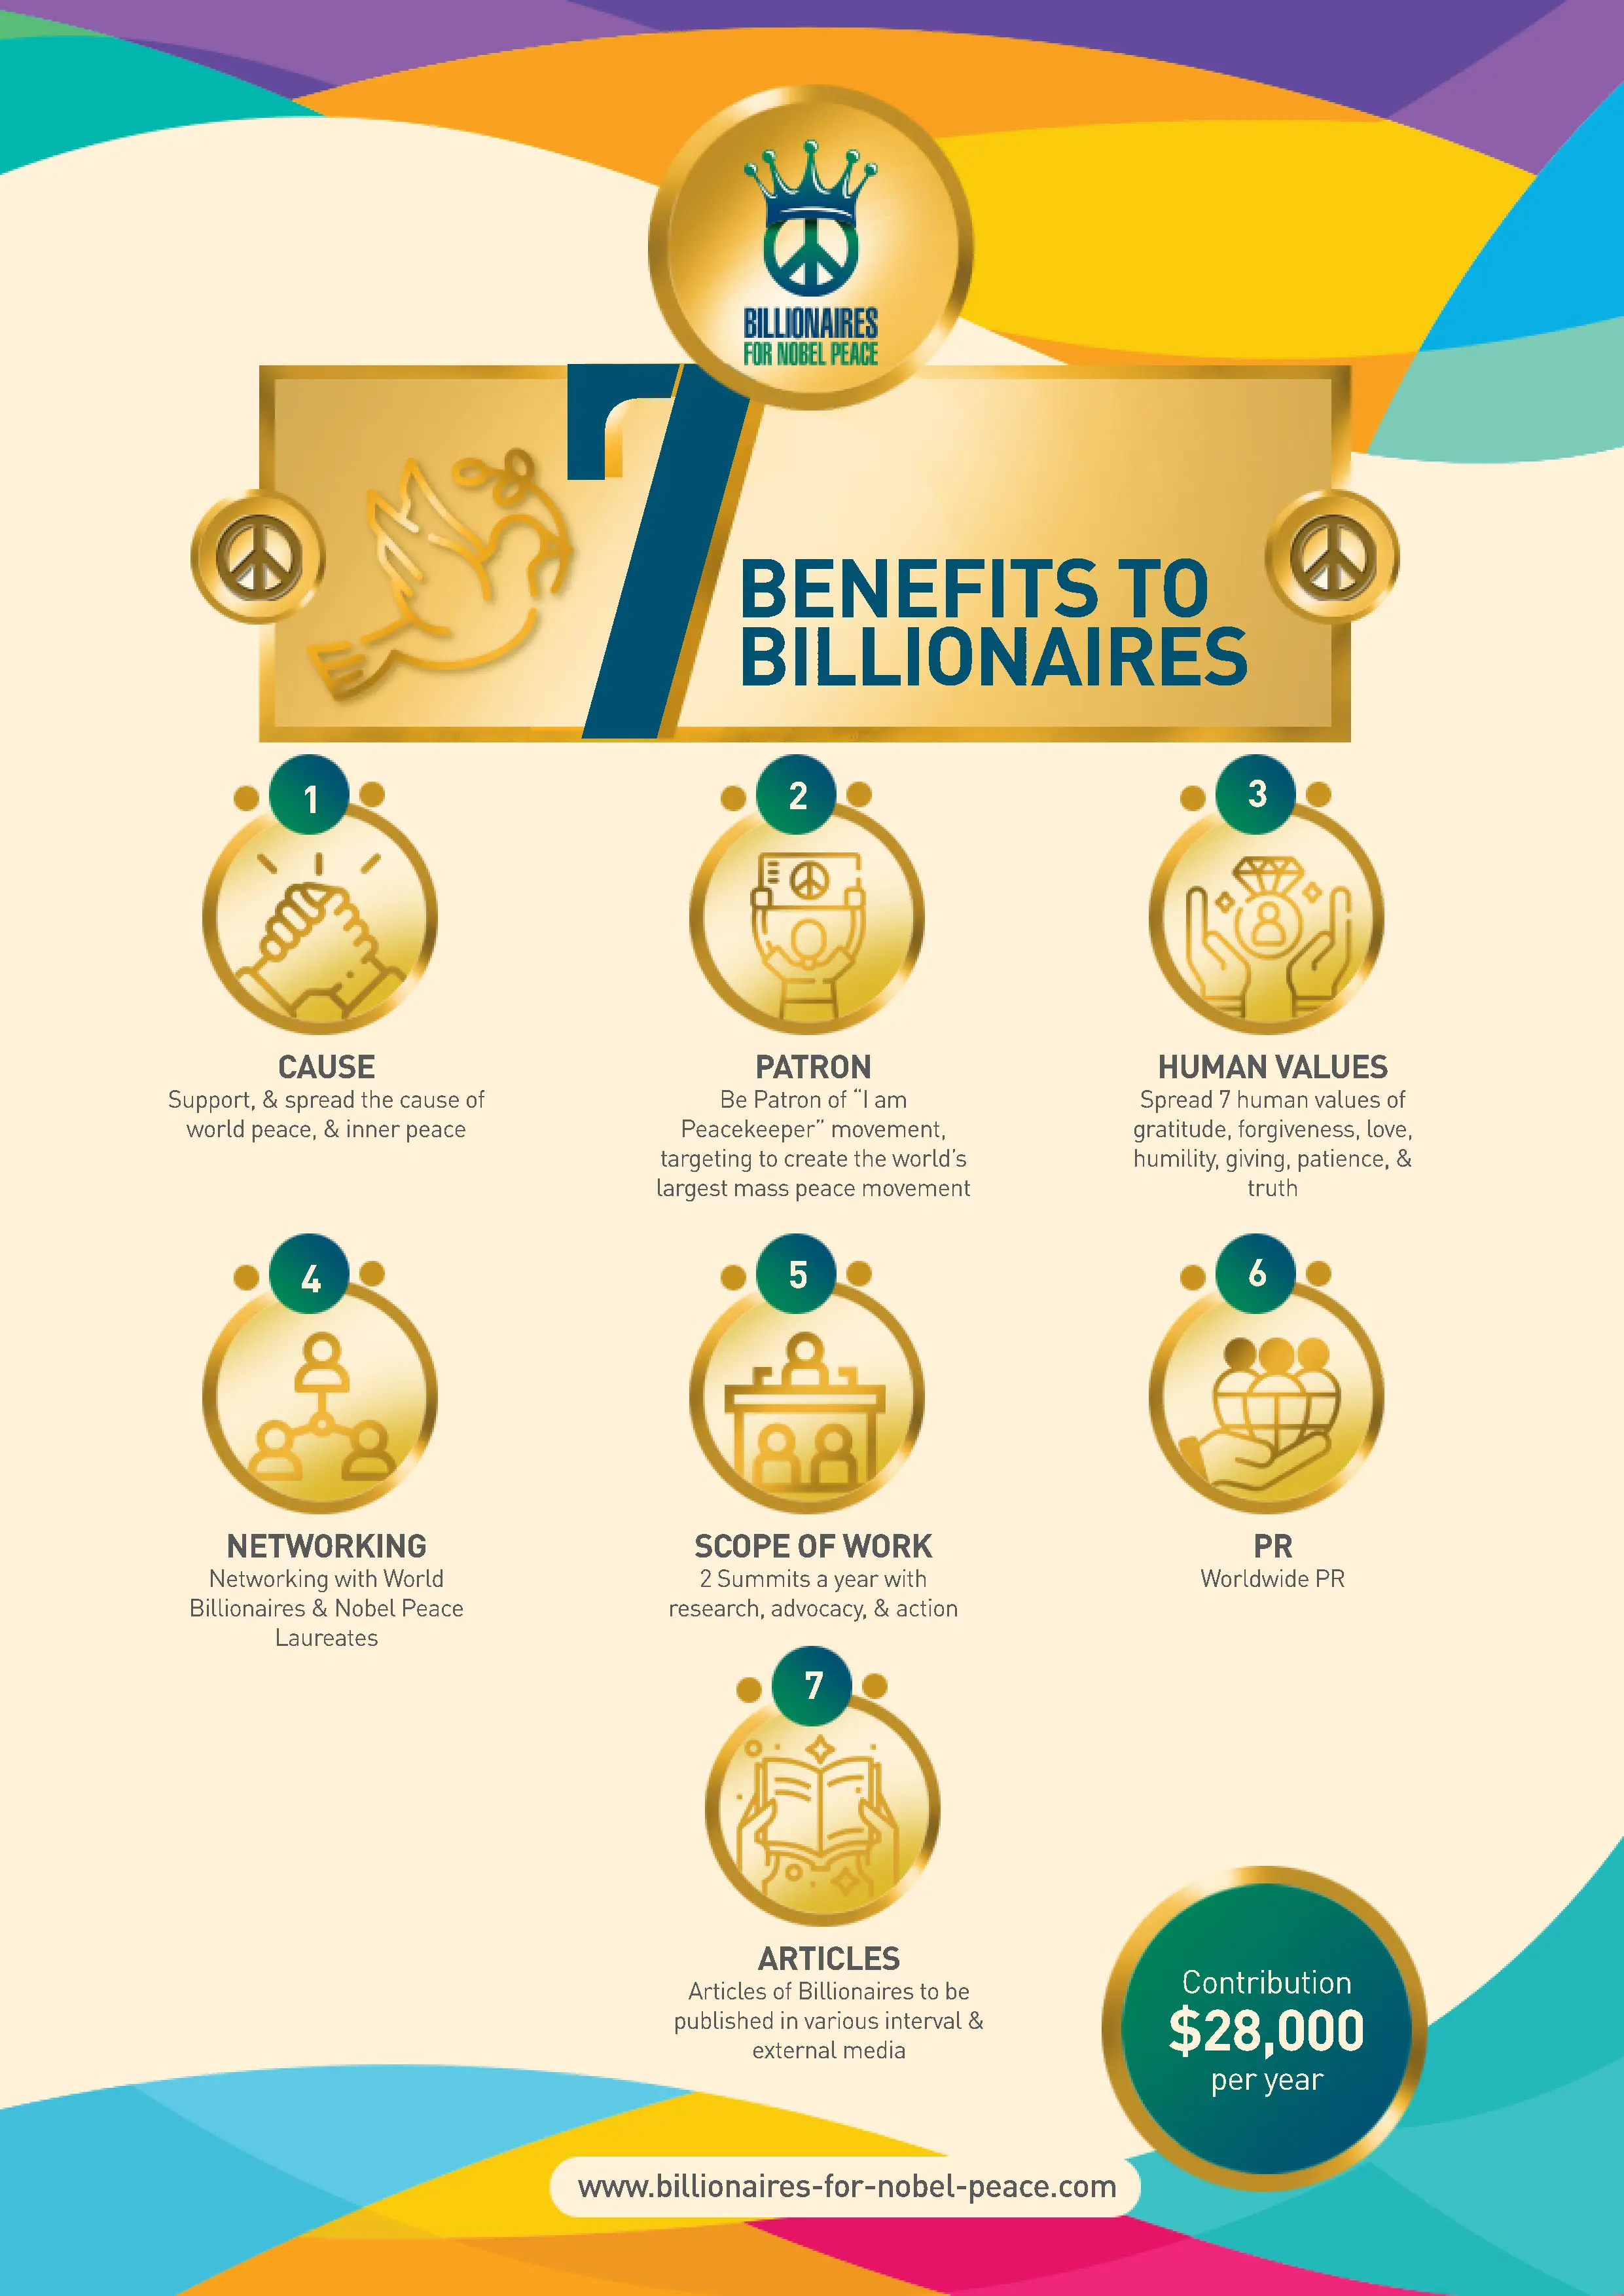 BILLIONAIRES
FOR NOBEL PEACE
7
BENEFITS TO
BILLIONAIRES
1
CAUSE
Support, & spread the cause of
world peace, & inner peace
2
PATRON
Be Patron of “I am
Peacekeeper” movement,
targeting to create the world’s
largest mass peace movement
3
HUMAN VALUES
Spread 7 human values of
gratitude, forgiveness, love,
humility, giving, patience, &
truth
4
NETWORKING
Networking with World
Billionaires & Nobel Peace
Laureates
5
SCOPE OF WORK
2 Summits a year with
research, advocacy, & action
6
PR
Worldwide PR
7
ARTICLES
Articles of Billionaires to be
published in various interval &
external media
Contribution
$28,000
per year
www.billionaires-for-nobel-peace.com